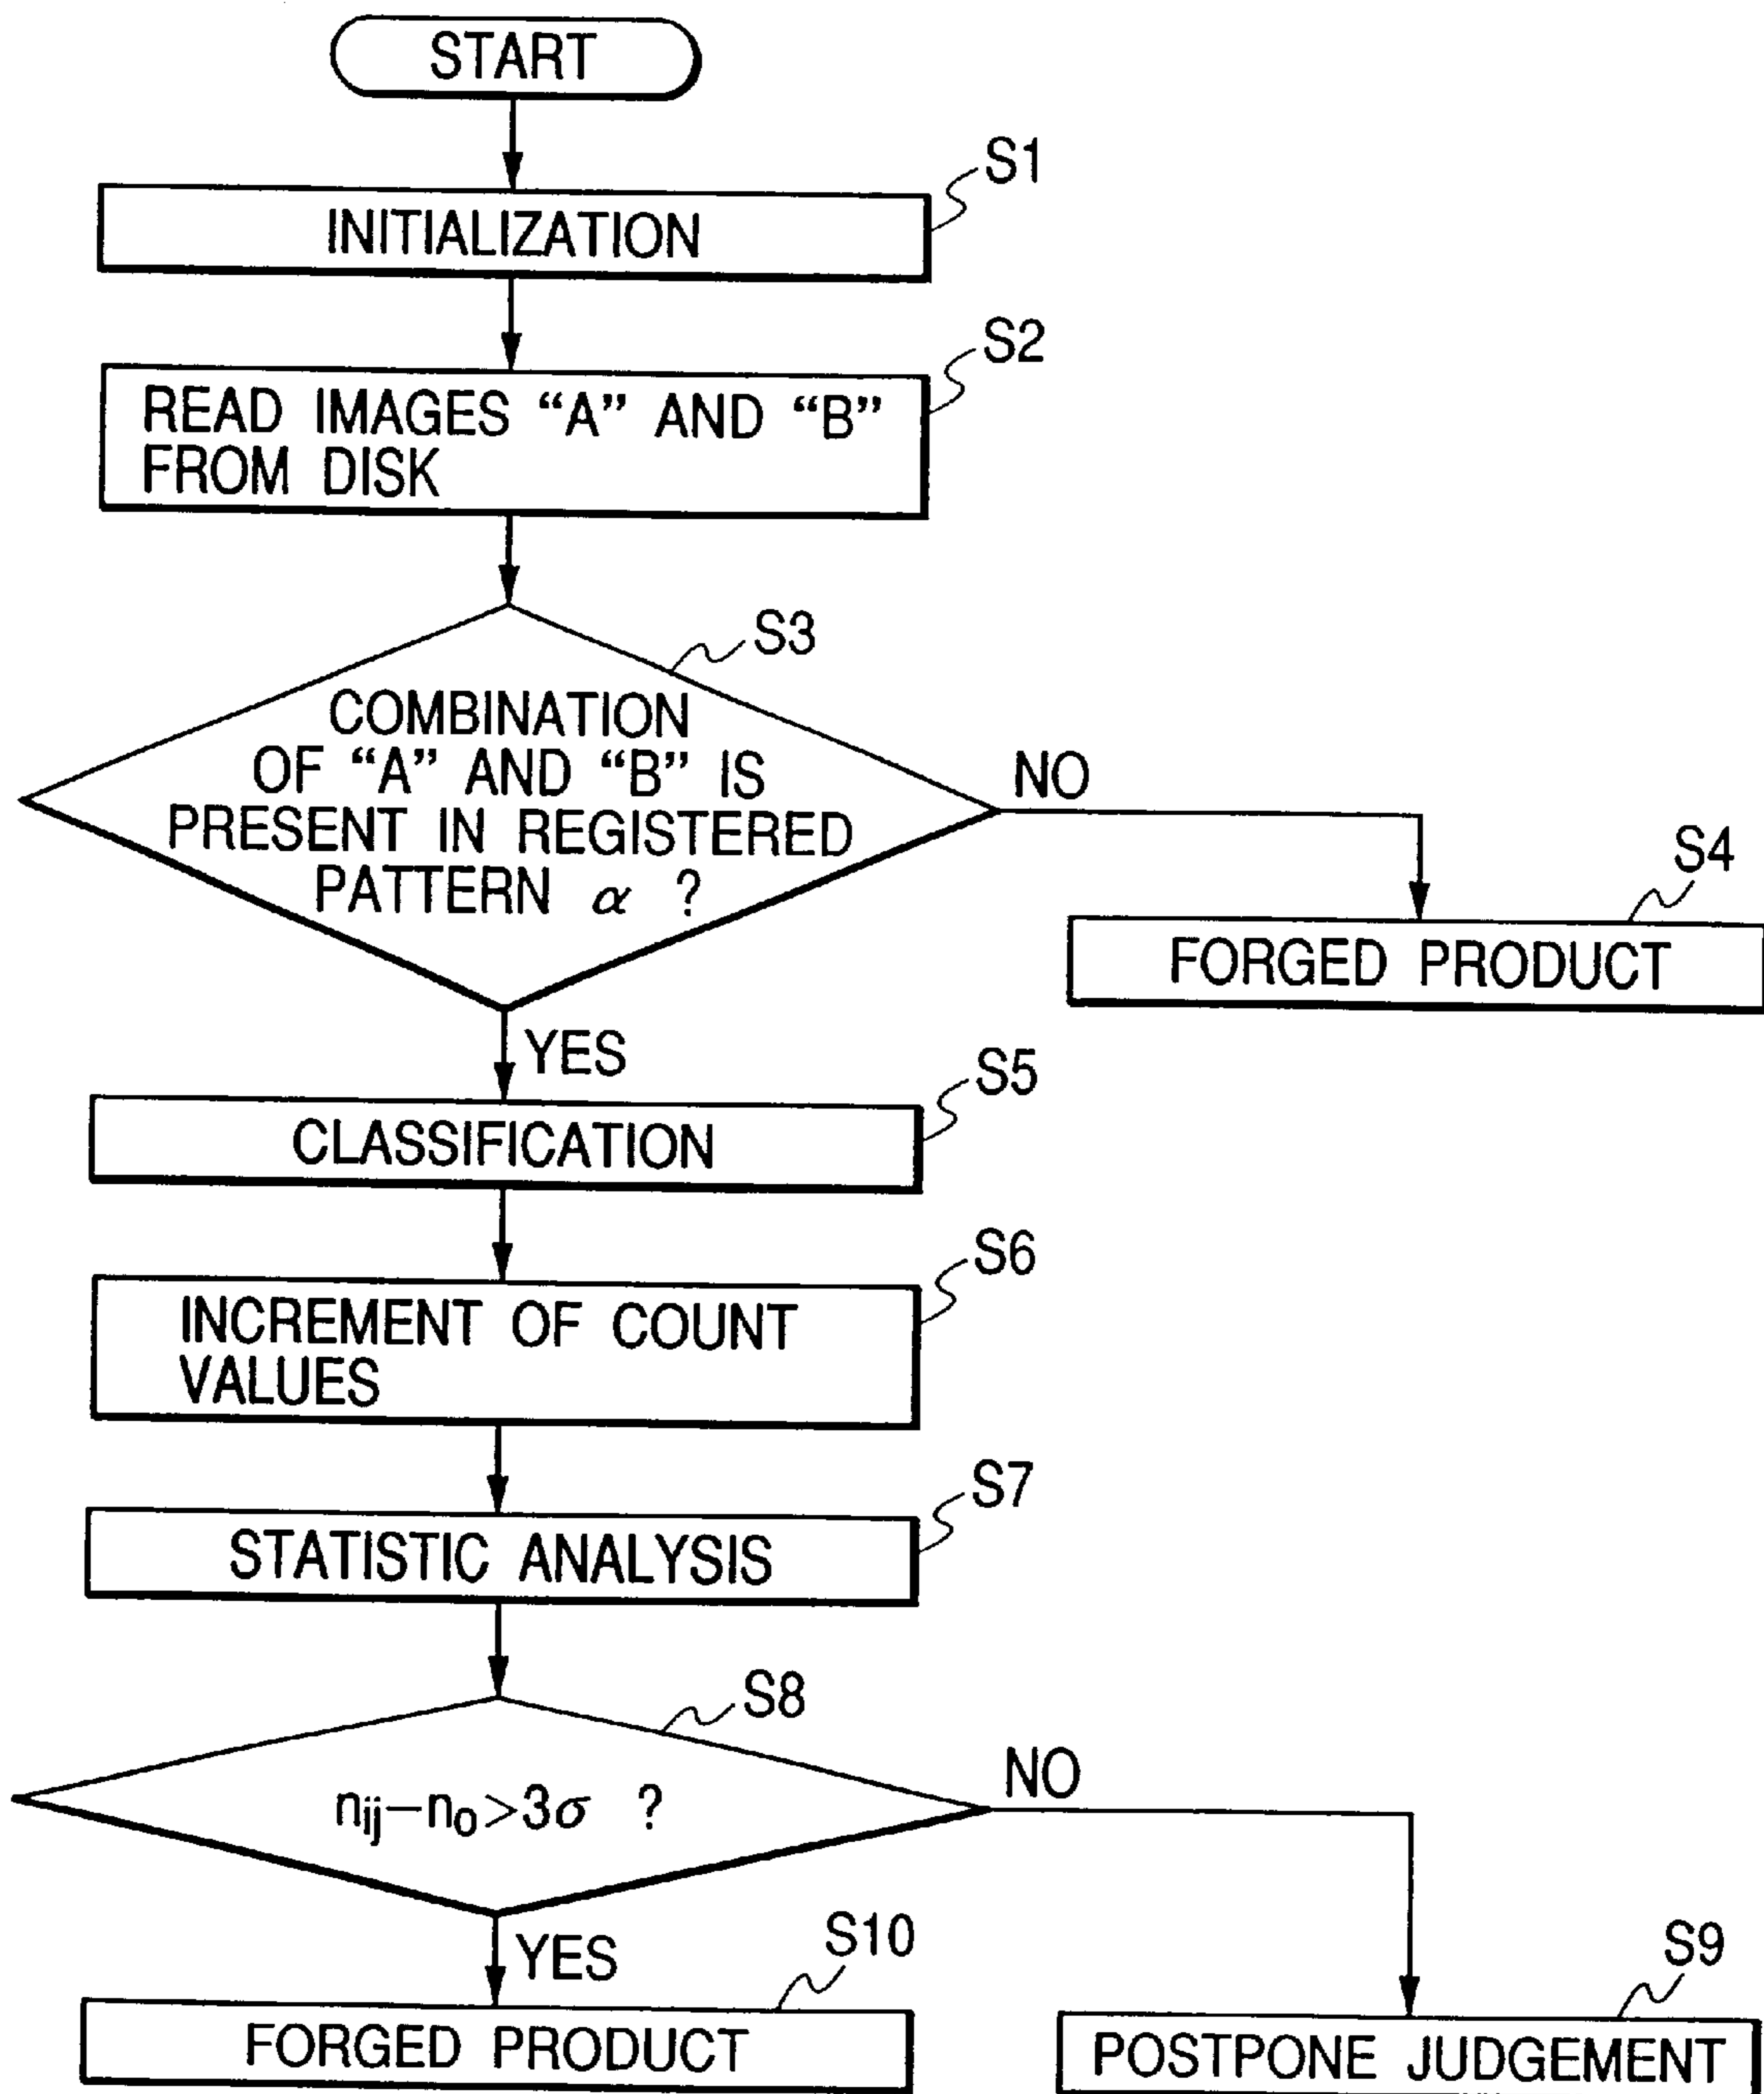 START
S1
INITIALIZATION
S2
READ IMAGES “A” AND “B”
FROM DISK
S3
COMBINATION
OF “A” AND “B” IS
PRESENT IN REGISTERED
PATTERN α ?
NO
S4
FORGED PRODUCT
YES
S5
CLASSIFICATION
S6
INCREMENT OF COUNT
VALUES
S7
STATISTIC ANALYSIS
S8
nij−n0>3σ ?
NO
YES
S10
FORGED PRODUCT
S9
POSTPONE JUDGEMENT